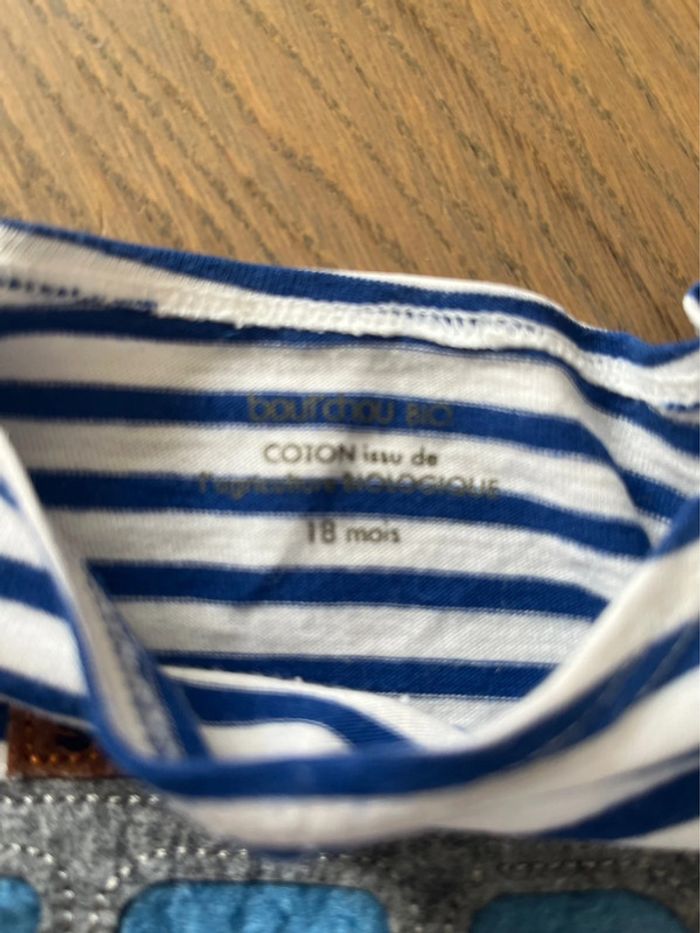 bout'chou BIO
COTON issu de
l'agriculture BIOLOGIQUE
18 mois